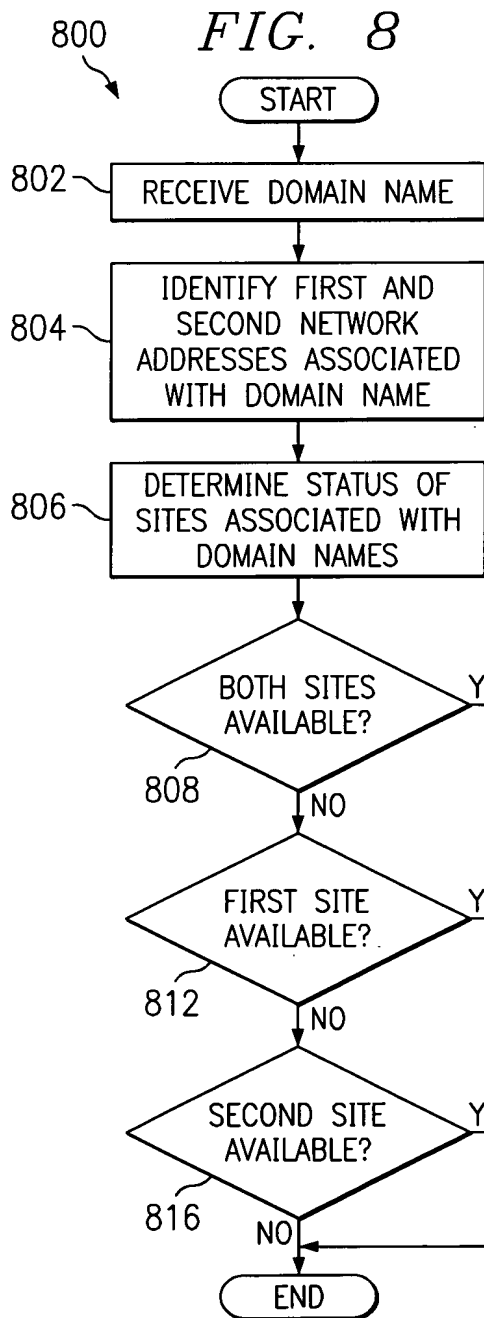 FIG. 8
800
START
802
RECEIVE DOMAIN NAME
804
IDENTIFY FIRST AND
SECOND NETWORK
ADDRESSES ASSOCIATED
WITH DOMAIN NAME
806
DETERMINE STATUS OF
SITES ASSOCIATED WITH
DOMAIN NAMES
BOTH SITES
AVAILABLE?
Y
808
NO
FIRST SITE
AVAILABLE?
Y
812
NO
SECOND SITE
AVAILABLE?
Y
816
NO
END